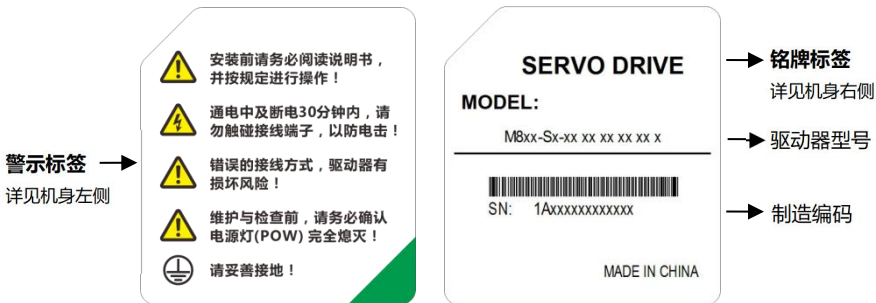 警示标签
详见机身左侧
安装前请务必阅读说明书，
并按规定进行操作！
通电中及断电30分钟内，请
勿触碰接线端子，以防电击！
错误的接线方式，驱动器有
损坏风险！
维护与检查前，请务必确认
电源灯(POW) 完全熄灭！
请妥善接地！
SERVO DRIVE
MODEL:
M8xx-Sx-xx xx xx xx xx x
SN: 1Axxxxxxxxxxxx
MADE IN CHINA
铭牌标签
详见机身右侧
驱动器型号
制造编码